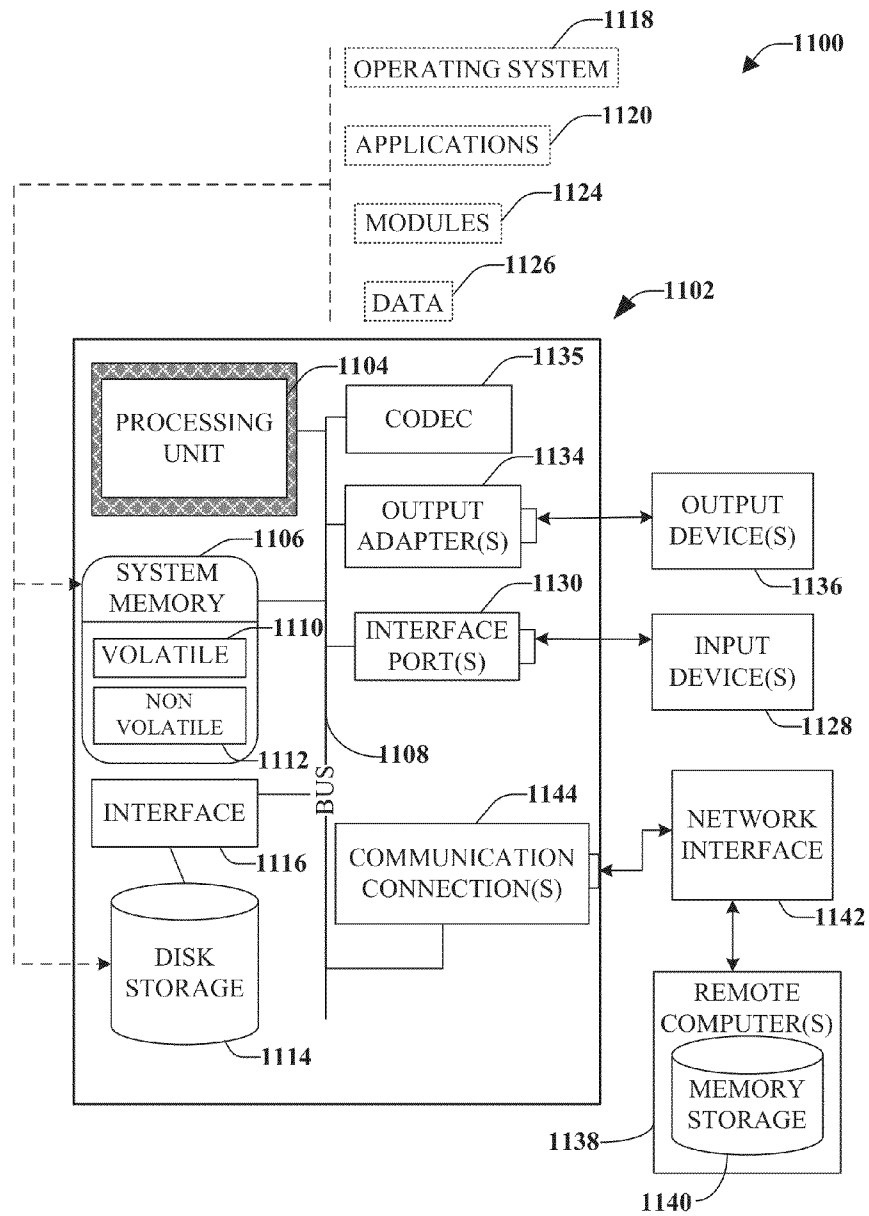 1118
1100
OPERATING SYSTEM
1120
APPLICATIONS
1124
MODULES
1126
DATA
1102
1104
PROCESSING
UNIT
1135
CODEC
1134
OUTPUT
ADAPTER(S)
OUTPUT
DEVICE(S)
1136
1106
SYSTEM
MEMORY
1110
VOLATILE
NON
VOLATILE
1112
1130
INTERFACE
PORT(S)
INPUT
DEVICE(S)
1128
1108
BUS
INTERFACE
1116
1144
COMMUNICATION
CONNECTION(S)
NETWORK
INTERFACE
1142
DISK
STORAGE
1114
REMOTE
COMPUTER(S)
MEMORY
STORAGE
1138
1140